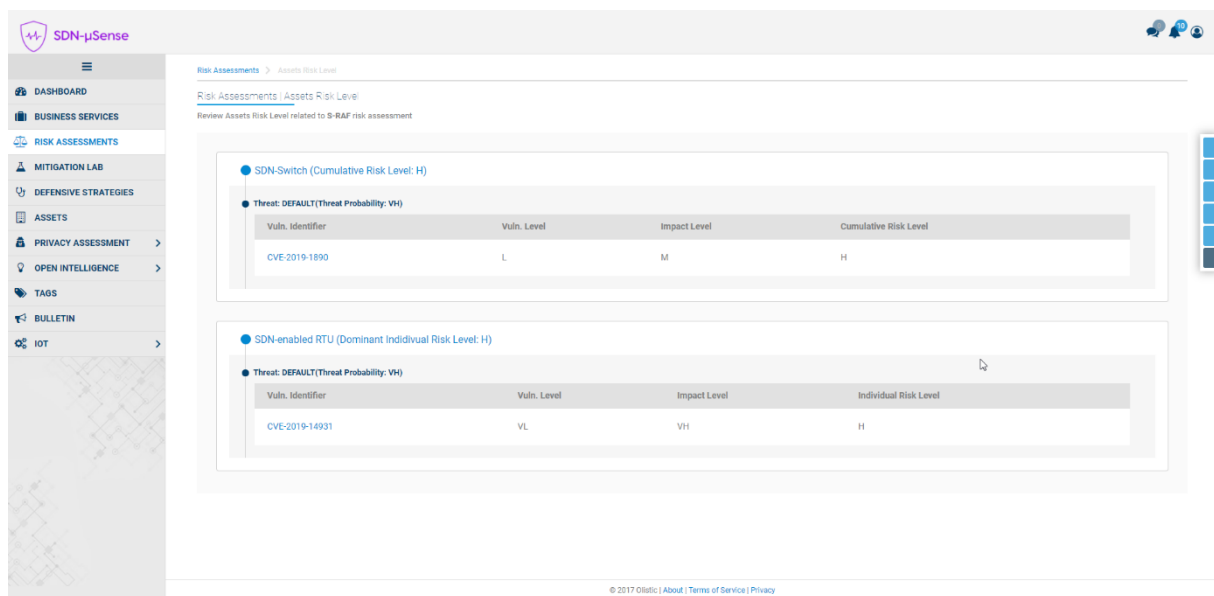 SDN-μSense
10
DASHBOARD
BUSINESS SERVICES
RISK ASSESSMENTS
MITIGATION LAB
DEFENSIVE STRATEGIES
ASSETS
PRIVACY ASSESSMENT
OPEN INTELLIGENCE
TAGS
BULLETIN
IOT
Risk Assessments > Assets Risk Level
Risk Assessments | Assets Risk Level
Review Assets Risk Level related to S-RAF risk assessment
SDN-Switch (Cumulative Risk Level: H)
Threat: DEFAULT(Threat Probability: VH)
Vuln. Identifier Vuln. Level Impact Level Cumulative Risk Level
CVE-2019-1890 L M H
SDN-enabled RTU (Dominant Indidivual Risk Level: H)
Threat: DEFAULT(Threat Probability: VH)
Vuln. Identifier Vuln. Level Impact Level Individual Risk Level
CVE-2019-14931 VL VH H
© 2017 Olistic | About | Terms of Service | Privacy